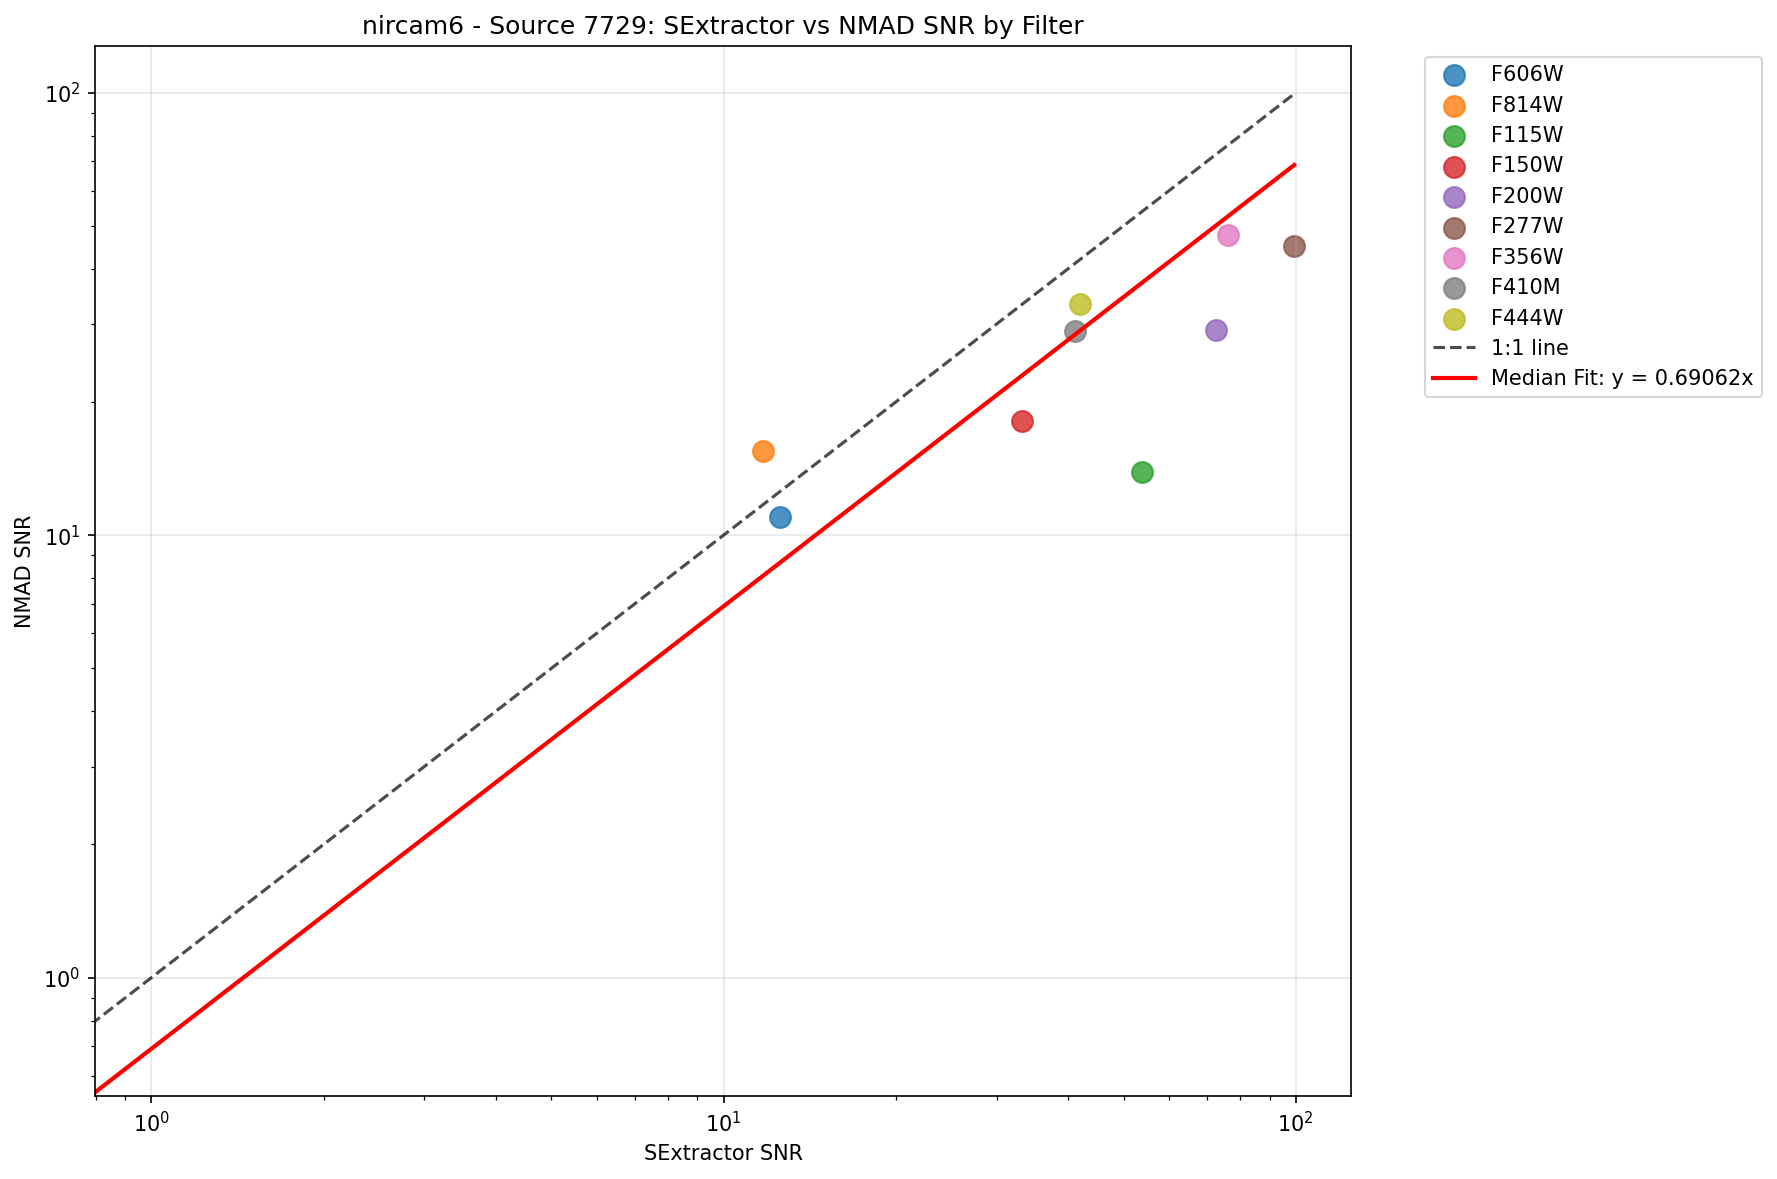 nircam6 - Source 7729: SExtractor vs NMAD SNR by Filter
10²
10¹
10⁰
NMAD SNR
10⁰
10¹
10²
SExtractor SNR
F606W
F814W
F115W
F150W
F200W
F277W
F356W
F410M
F444W
1:1 line
Median Fit: y = 0.69062x